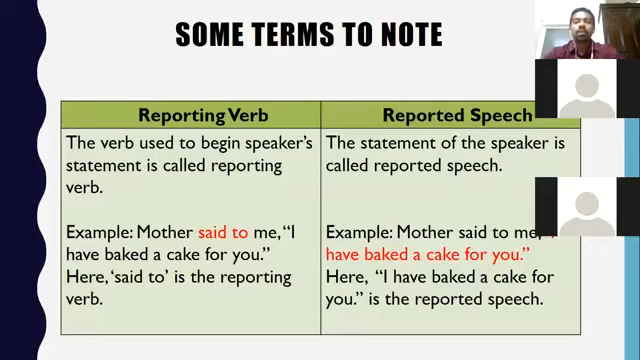 SOME TERMS TO NOTE
Reporting Verb
The verb used to begin speaker's
statement is called reporting
verb.
Example: Mother said to me, "I
have baked a cake for you."
Here, 'said to' is the reporting
verb.
Reported Speech
The statement of the speaker is
called reported speech.
Example: Mother said to me,
have baked a cake for you."
Here, "I have baked a cake for
you." is the reported speech.